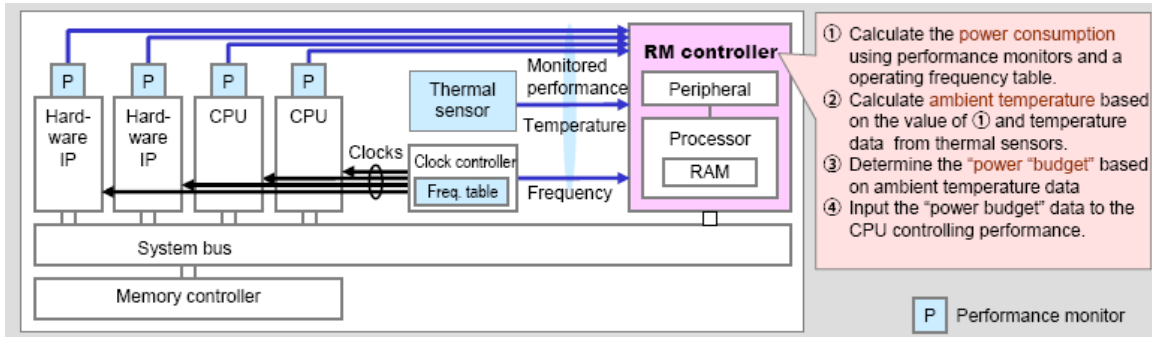 P
P
P
P
Hard-
ware
IP
Hard-
ware
IP
CPU
CPU
Clocks
Thermal
sensor
Clock controller
Freq. table
Monitored
performance
Temperature
Frequency
RM controller
Peripheral
Processor
RAM
System bus
Memory controller
① Calculate the power consumption
using performance monitors and a
operating frequency table.
② Calculate ambient temperature based
on the value of ① and temperature
data from thermal sensors.
③ Determine the “power “budget” based
on ambient temperature data
④ Input the “power budget” data to the
CPU controlling performance.
P Performance monitor